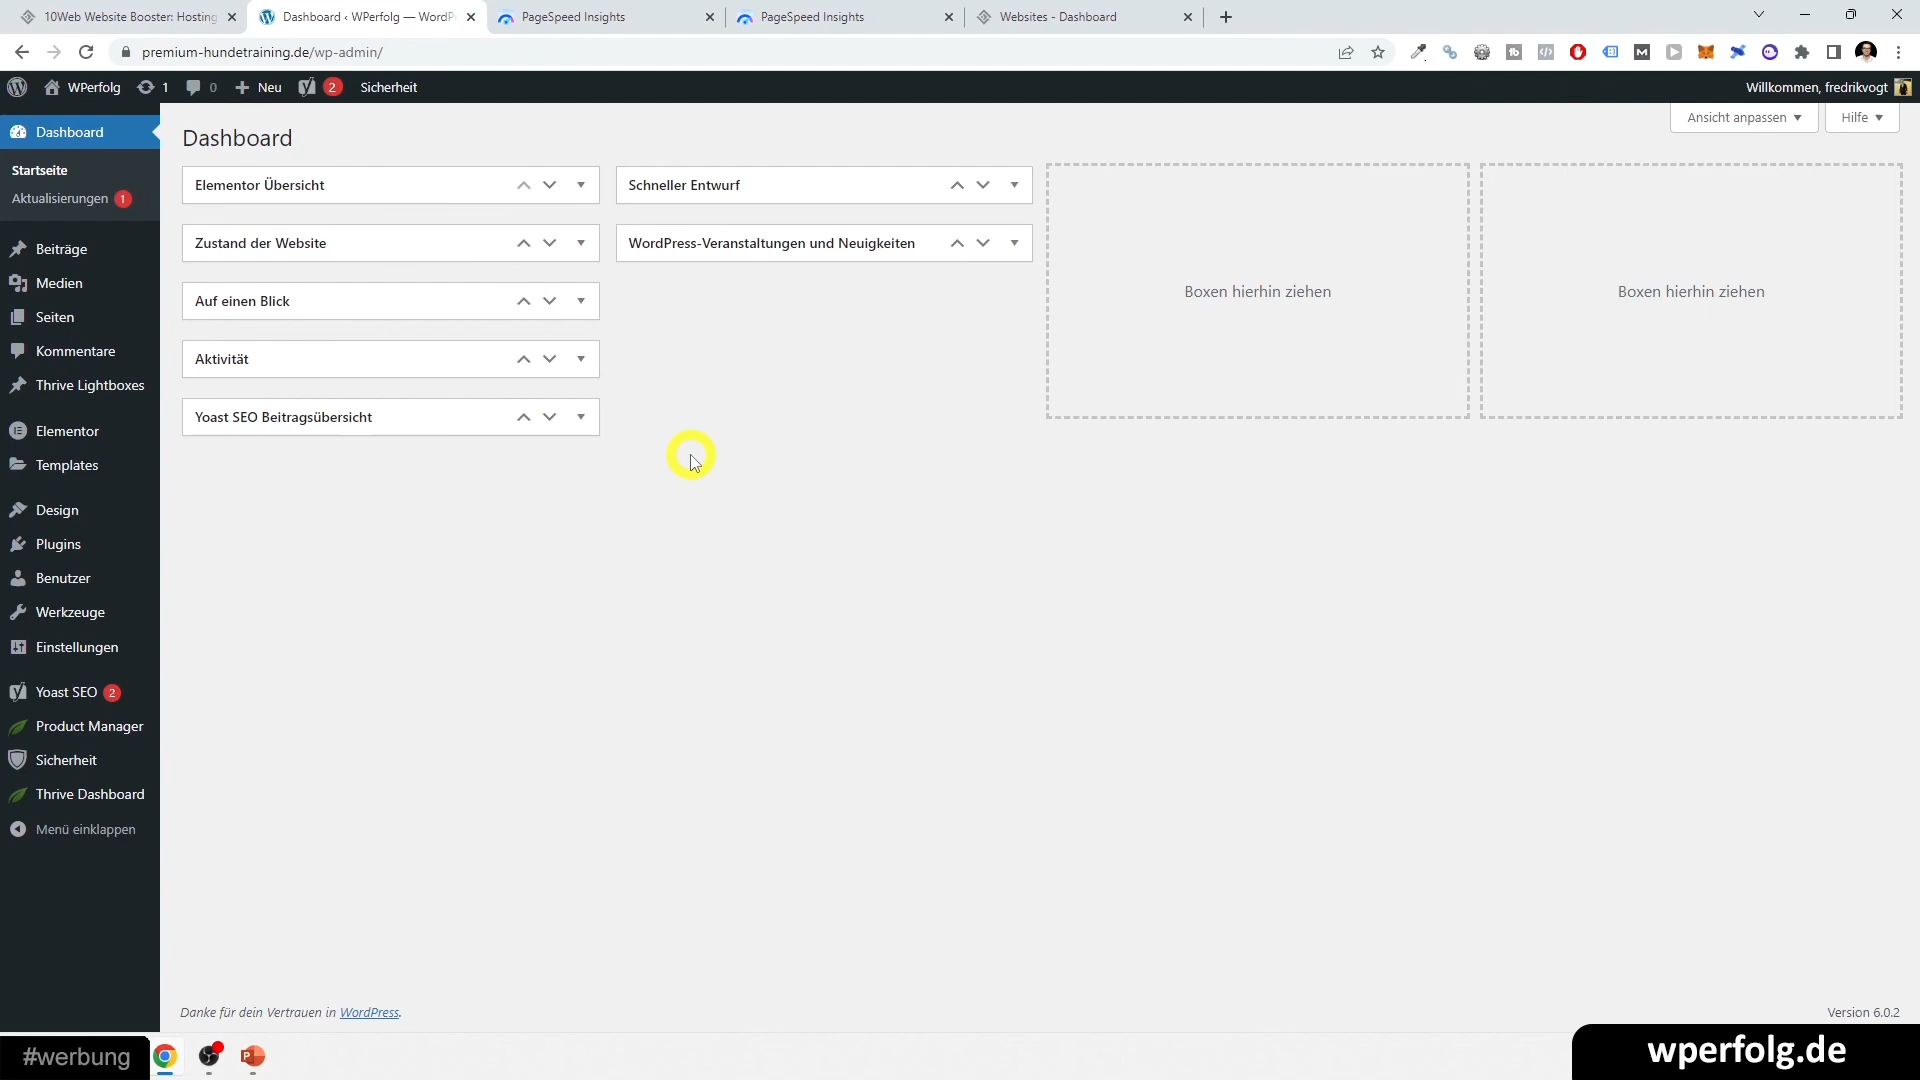 10Web Website Booster: Hosting
Dashboard ‹ WPerfolg — WordP
PageSpeed Insights
PageSpeed Insights
Websites - Dashboard
premium-hundetraining.de/wp-admin/
WPerfolg
1
0
Neu
2
Sicherheit
Willkommen, fredrikvogt
Dashboard
Startseite
Aktualisierungen 1
Beiträge
Medien
Seiten
Kommentare
Thrive Lightboxes
Elementor
Templates
Design
Plugins
Benutzer
Werkzeuge
Einstellungen
Yoast SEO 2
Product Manager
Sicherheit
Thrive Dashboard
Menü einklappen
Ansicht anpassen
Hilfe
Dashboard
Elementor Übersicht
Zustand der Website
Auf einen Blick
Aktivität
Yoast SEO Beitragsübersicht
Schneller Entwurf
WordPress-Veranstaltungen und Neuigkeiten
Boxen hierhin ziehen
Boxen hierhin ziehen
Danke für dein Vertrauen in WordPress.
Version 6.0.2
#werbung
wperfolg.de